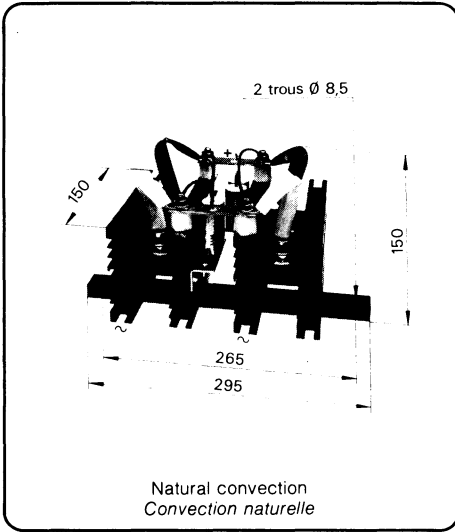 2 trous Ø 8,5
+
150
150
~ ~
265
295
Natural convection
Convection naturelle